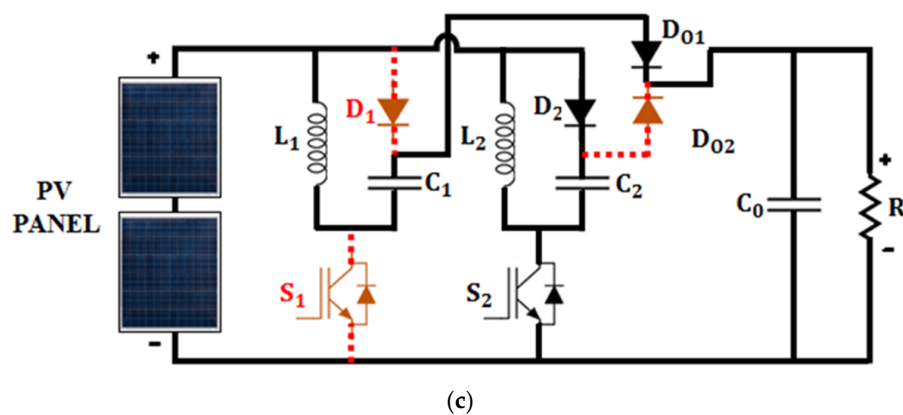 +
D₀₁
D₁
D₂
L₁
L₂
D₀₂
+
PV
PANEL
C₁
C₂
C₀
R
-
S₁
S₂
-
(c)